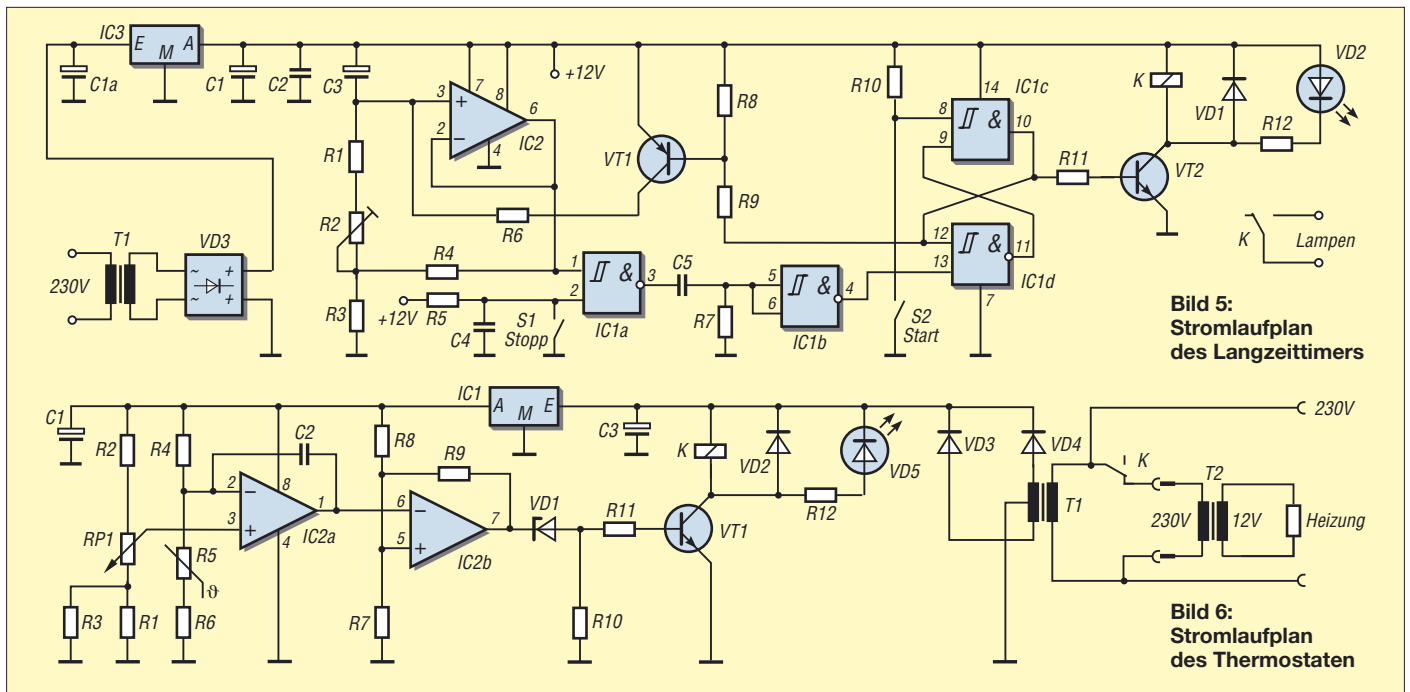 IC3
E M A
C1a
C1
C2
C3
3 + 7 8 6
2 − 4
IC2
+12V
R8
R10
14 IC1c
8 & 10
9
K
VD1
VD2
R12
R1
VT1
R9
R11
VT2
R2
R6
12 & 11
13
IC1d
7
K Lampen
T1
230V
VD3
~ +
~ +
R4
R3
+12V
R5
C4
S1
Stopp
1 & 3
2
IC1a
C5
R7
5 & 4
6
IC1b
S2
Start
Bild 5:
Stromlaufplan
des Langzeittimers
C1
R2
R4
C2
R8
R9
IC1
A M E
C3
K
VD2
VD5
VD3
VD4
230V
K
2 − 8 1
3 + 4
IC2a
6 − 7
5 +
IC2b
VD1
R11
R12
VT1
T1
T2
230V 12V
Heizung
RP1
R5
ϑ
R3
R1
R6
R7
R10
Bild 6:
Stromlaufplan
des Thermostaten